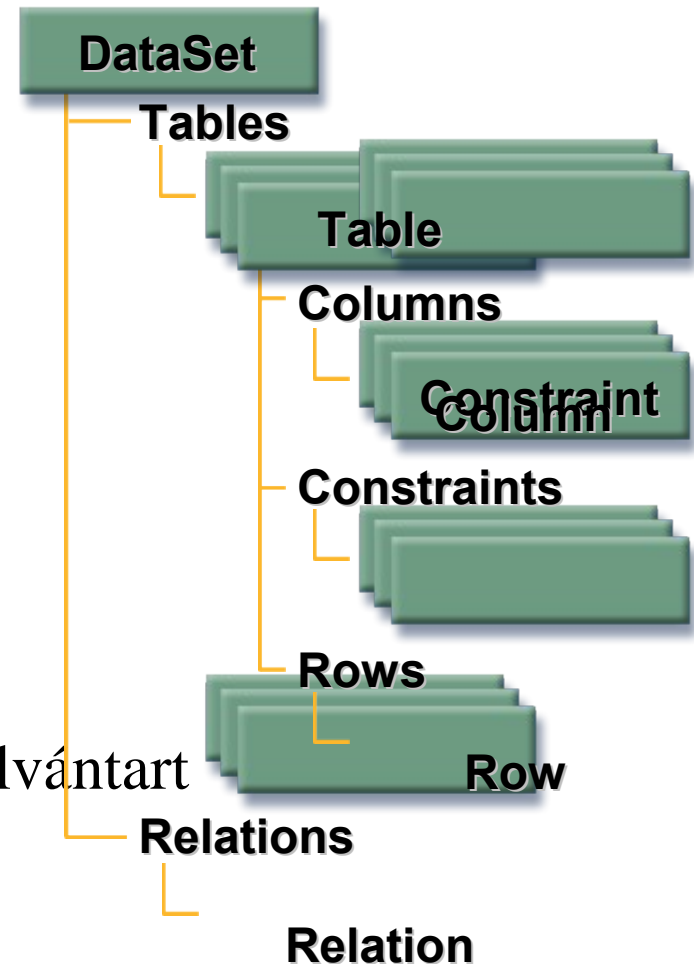 DataSet
Tables
Table
Columns
Constraint
Column
Constraints
Rows
lvántart
Row
Relations
Relation